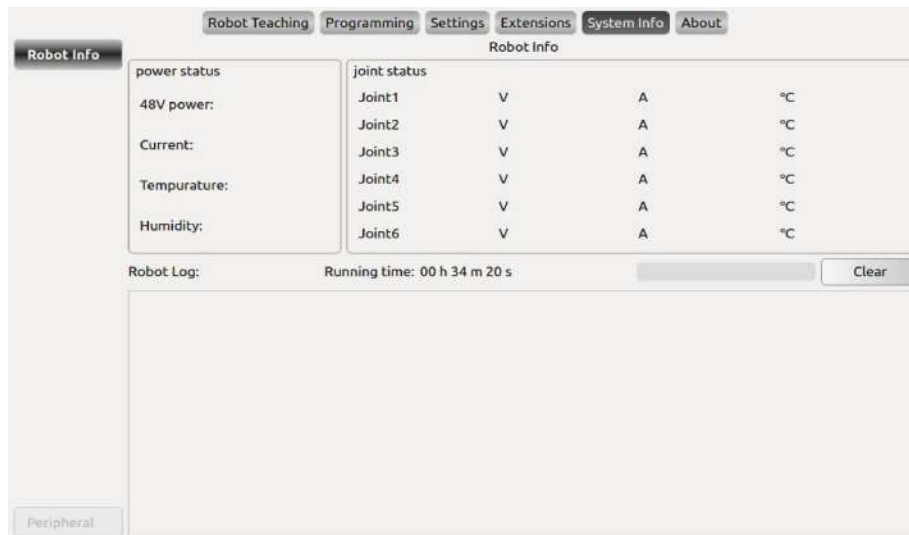 Robot Teaching Programming Settings Extensions System Info About
Robot Info
Robot Info
power status
48V power:
Current:
Tempurature:
Humidity:
joint status
Joint1 V A °C
Joint2 V A °C
Joint3 V A °C
Joint4 V A °C
Joint5 V A °C
Joint6 V A °C
Robot Log: Running time: 00 h 34 m 20 s Clear
Peripheral